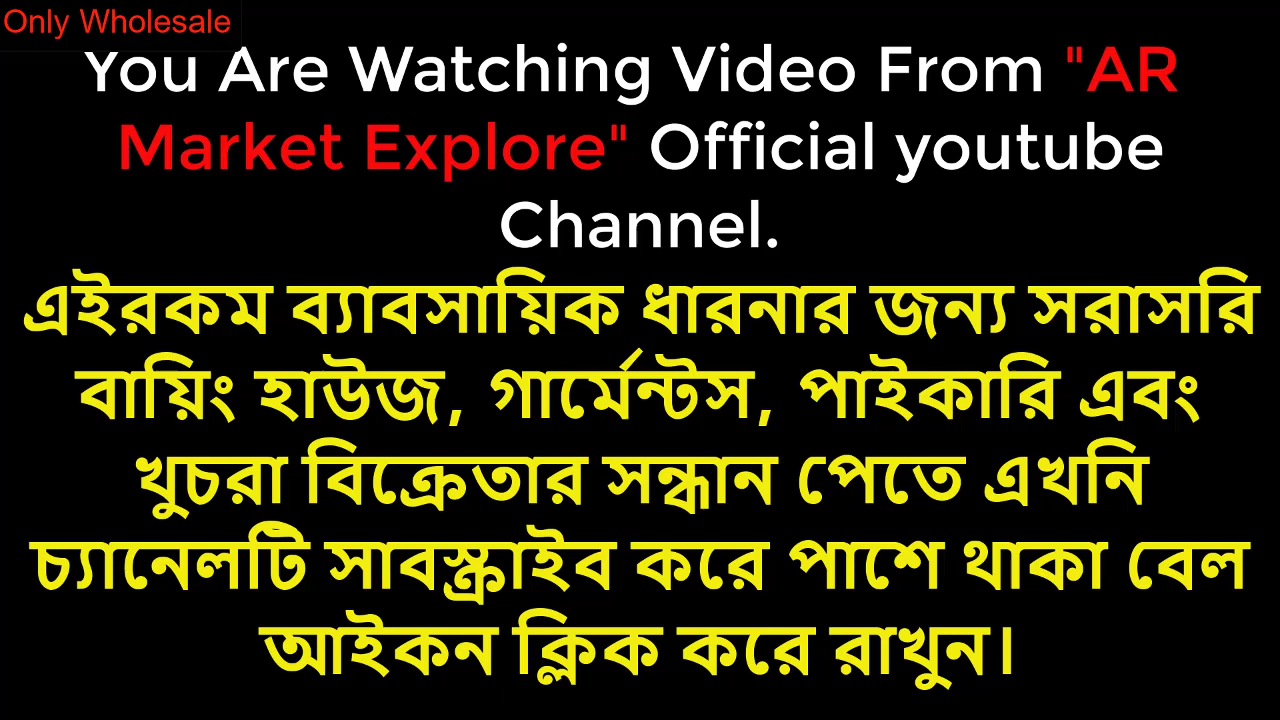 Only Wholesale
You Are Watching Video From "AR
Market Explore" Official youtube
Channel.
এইরকম ব্যাবসায়িক ধারনার জন্য সরাসরি
বায়িং হাউজ, গার্মেন্টস, পাইকারি এবং
খুচরা বিক্রেতার সন্ধান পেতে এখনি
চ্যানেলটি সাবস্ক্রাইব করে পাশে থাকা বেল
আইকন ক্লিক করে রাখুন।